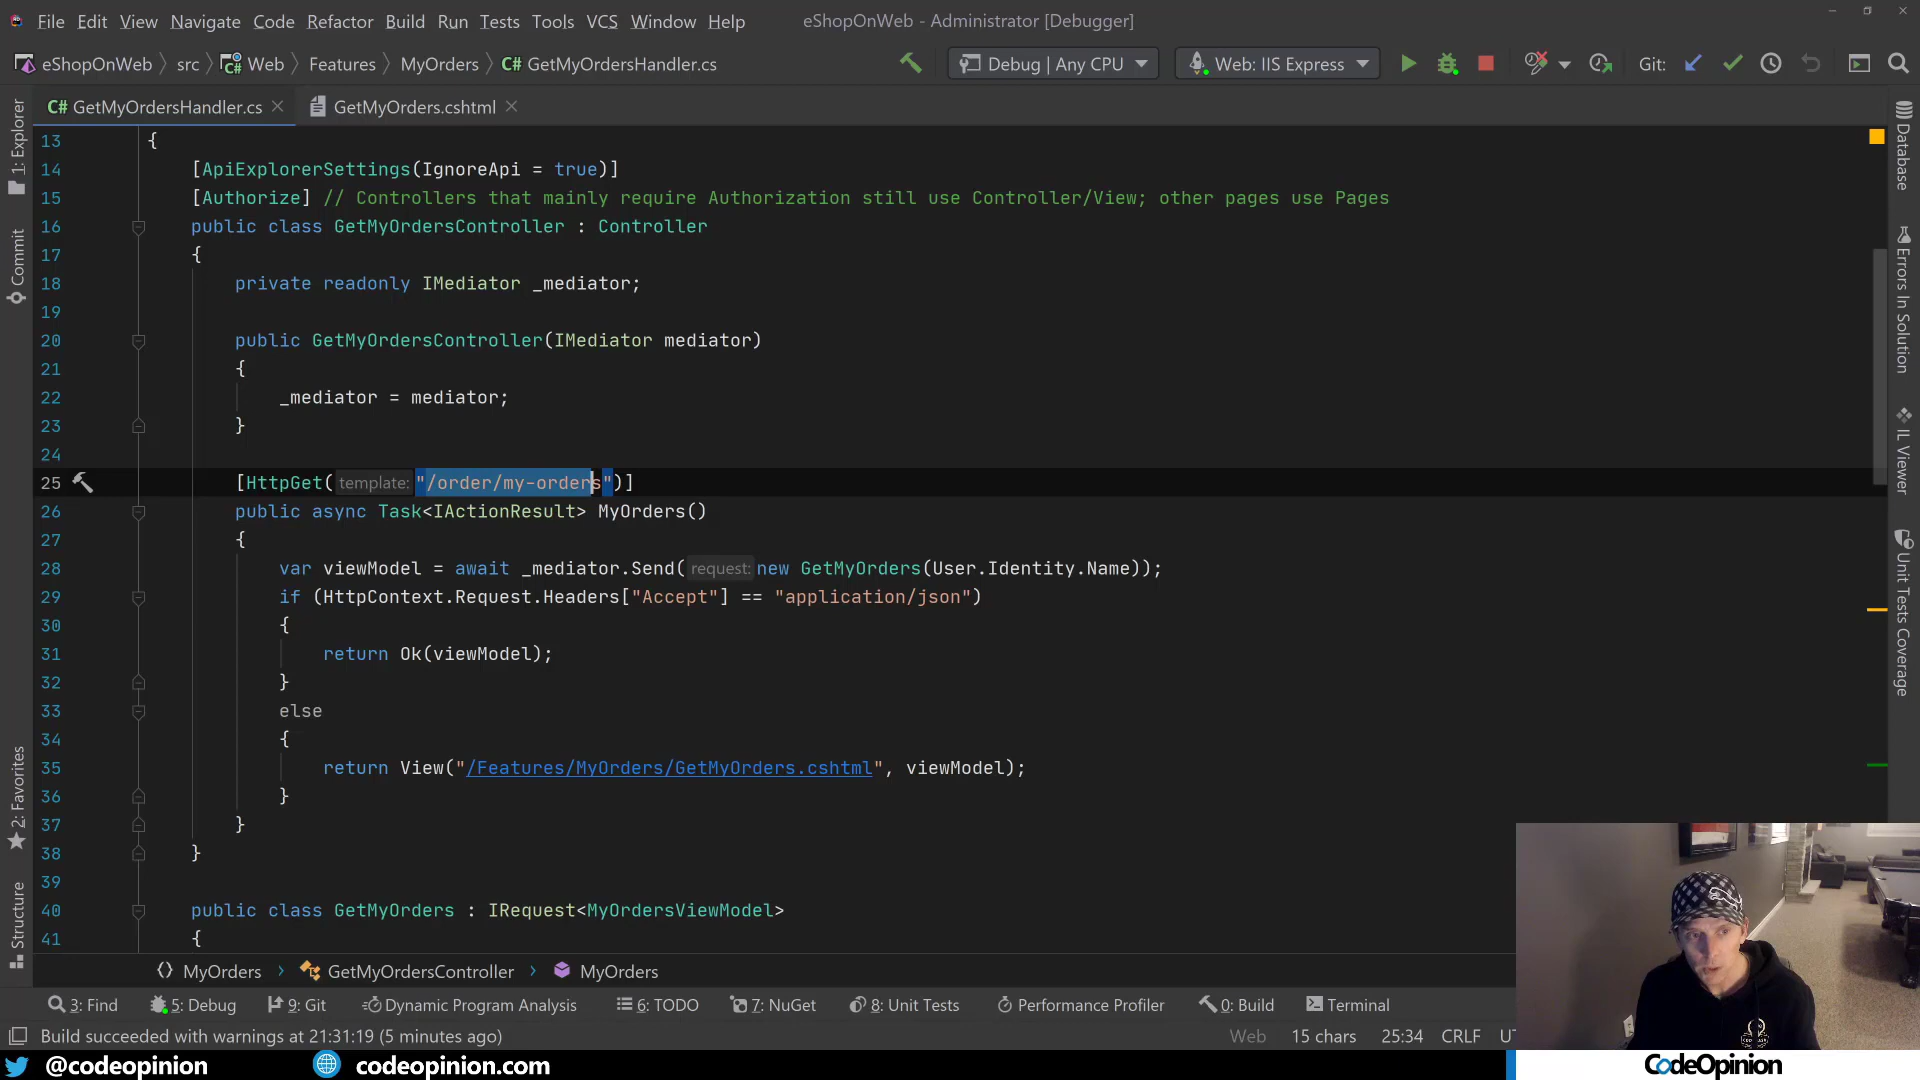 File Edit View Navigate Code Refactor Build Run Tests Tools VCS Window Help eShopOnWeb - Administrator [Debugger]
eShopOnWeb src Web Features MyOrders C# GetMyOrdersHandler.cs Debug | Any CPU Web: IIS Express Git:
C# GetMyOrdersHandler.cs GetMyOrders.cshtml
1: Explorer
Commit
2: Favorites
Structure
13 {
14 [ApiExplorerSettings(IgnoreApi = true)]
15 [Authorize] // Controllers that mainly require Authorization still use Controller/View; other pages use Pages
16 public class GetMyOrdersController : Controller
17 {
18 private readonly IMediator _mediator;
19
20 public GetMyOrdersController(IMediator mediator)
21 {
22 _mediator = mediator;
23 }
24
25 [HttpGet( template: "/order/my-orders")]
26 public async Task<IActionResult> MyOrders()
27 {
28 var viewModel = await _mediator.Send( request: new GetMyOrders(User.Identity.Name));
29 if (HttpContext.Request.Headers["Accept"] == "application/json")
30 {
31 return Ok(viewModel);
32 }
33 else
34 {
35 return View("/Features/MyOrders/GetMyOrders.cshtml", viewModel);
36 }
37 }
38 }
39
40 public class GetMyOrders : IRequest<MyOrdersViewModel>
41 {
Database
Errors In Solution
IL Viewer
Unit Tests Coverage
MyOrders GetMyOrdersController MyOrders
3: Find 5: Debug 9: Git Dynamic Program Analysis 6: TODO 7: NuGet 8: Unit Tests Performance Profiler 0: Build Terminal
Build succeeded with warnings at 21:31:19 (5 minutes ago) Web 15 chars 25:34 CRLF
@codeopinion codeopinion.com CodeOpinion